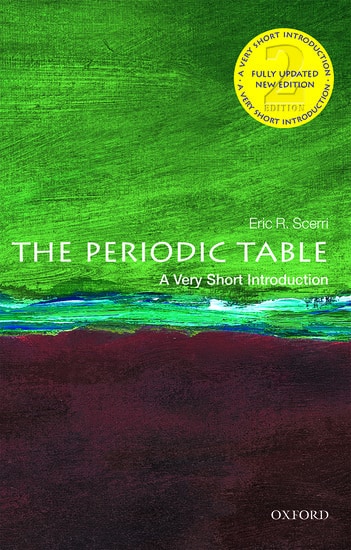 · A VERY SHORT INTRODUCTION ·
A VERY SHORT INTRODUCTION
FULLY UPDATED
NEW EDITION
2
EDITION
Eric R. Scerri
THE PERIODIC TABLE
A Very Short Introduction
OXFORD